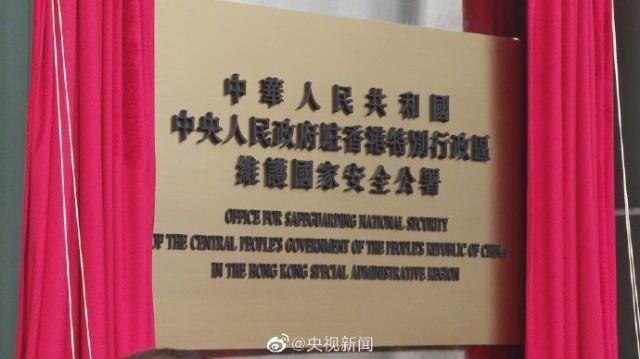 中華人民共和國
中央人民政府駐香港特別行政區
維護國家安全公署
OFFICE FOR SAFEGUARDING NATIONAL SECURITY
OF THE CENTRAL PEOPLE'S GOVERNMENT OF THE PEOPLE'S REPUBLIC OF CHINA
IN THE HONG KONG SPECIAL ADMINISTRATIVE REGION
@央视新闻